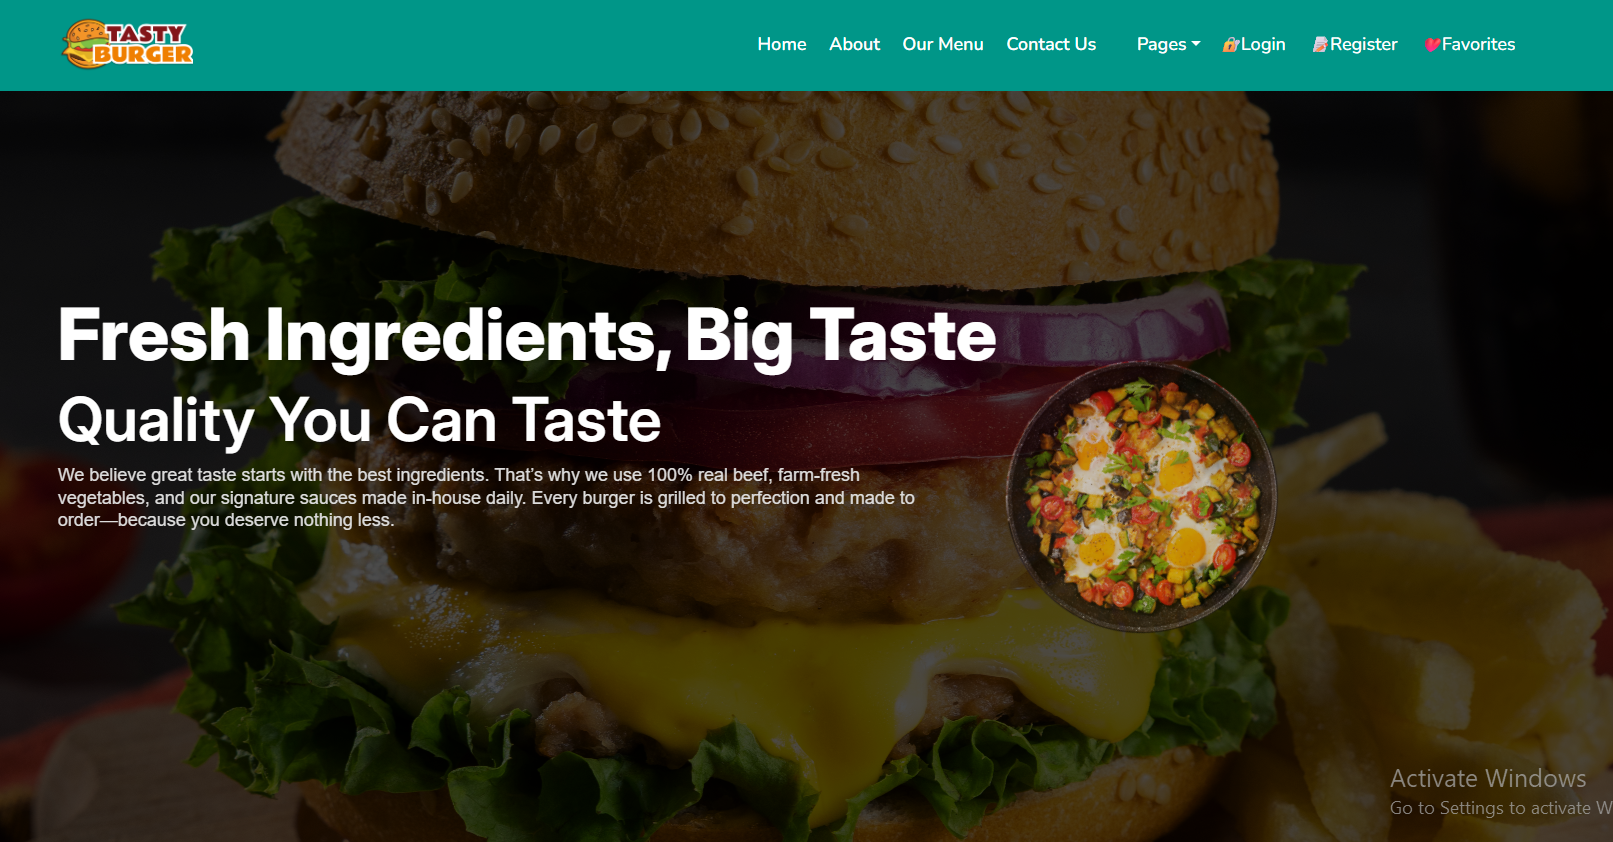 TASTY
BURGER
Home About Our Menu Contact Us Pages Login Register Favorites
Fresh Ingredients, Big Taste
Quality You Can Taste
We believe great taste starts with the best ingredients. That’s why we use 100% real beef, farm-fresh
vegetables, and our signature sauces made in-house daily. Every burger is grilled to perfection and made to
order—because you deserve nothing less.
Activate Windows
Go to Settings to activate W